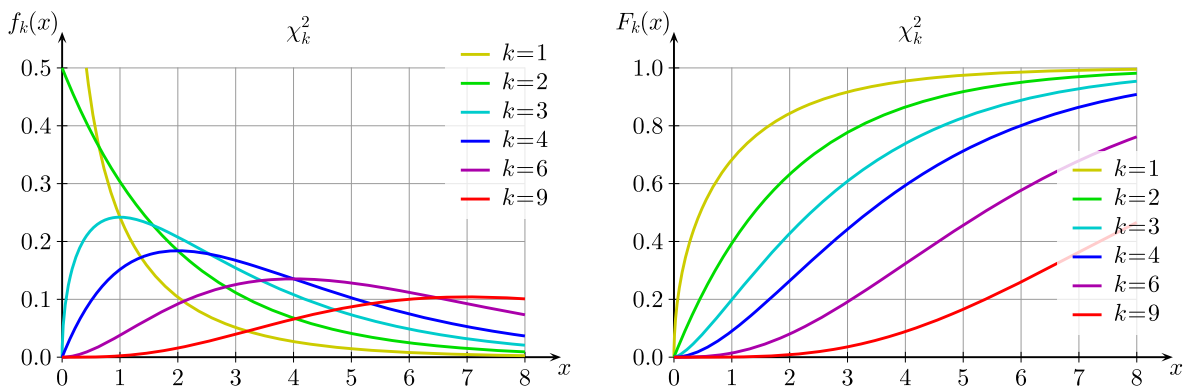 f_k(x)
χ²_k
k=1
k=2
k=3
k=4
k=6
k=9
0.5
0.4
0.3
0.2
0.1
0.0
0 1 2 3 4 5 6 7 8 x
F_k(x)
χ²_k
1.0
0.8
0.6
0.4
0.2
0.0
k=1
k=2
k=3
k=4
k=6
k=9
0 1 2 3 4 5 6 7 8 x